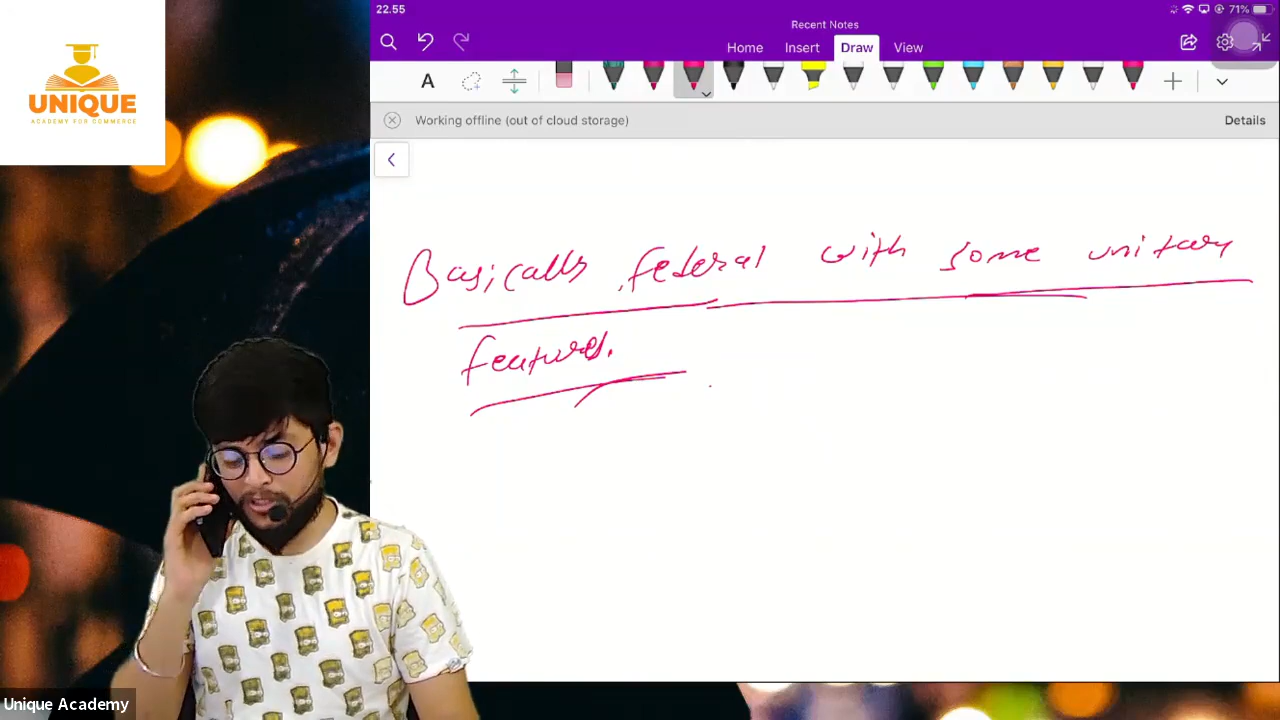 22.55
71%
Recent Notes
Home Insert Draw View
A
Working offline (out of cloud storage)
Details
UNIQUE
ACADEMY FOR COMMERCE
Basically federal with some unitary
features.
Unique Academy